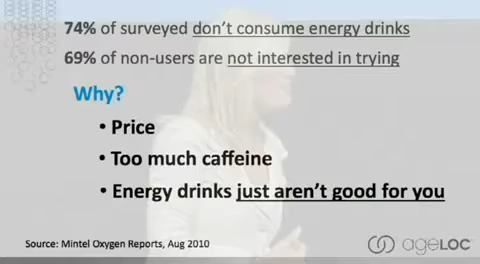 74% of surveyed don't consume energy drinks
69% of non-users are not interested in trying
Why?
• Price
• Too much caffeine
• Energy drinks just aren't good for you
Source: Mintel Oxygen Reports, Aug 2010
ageLOC